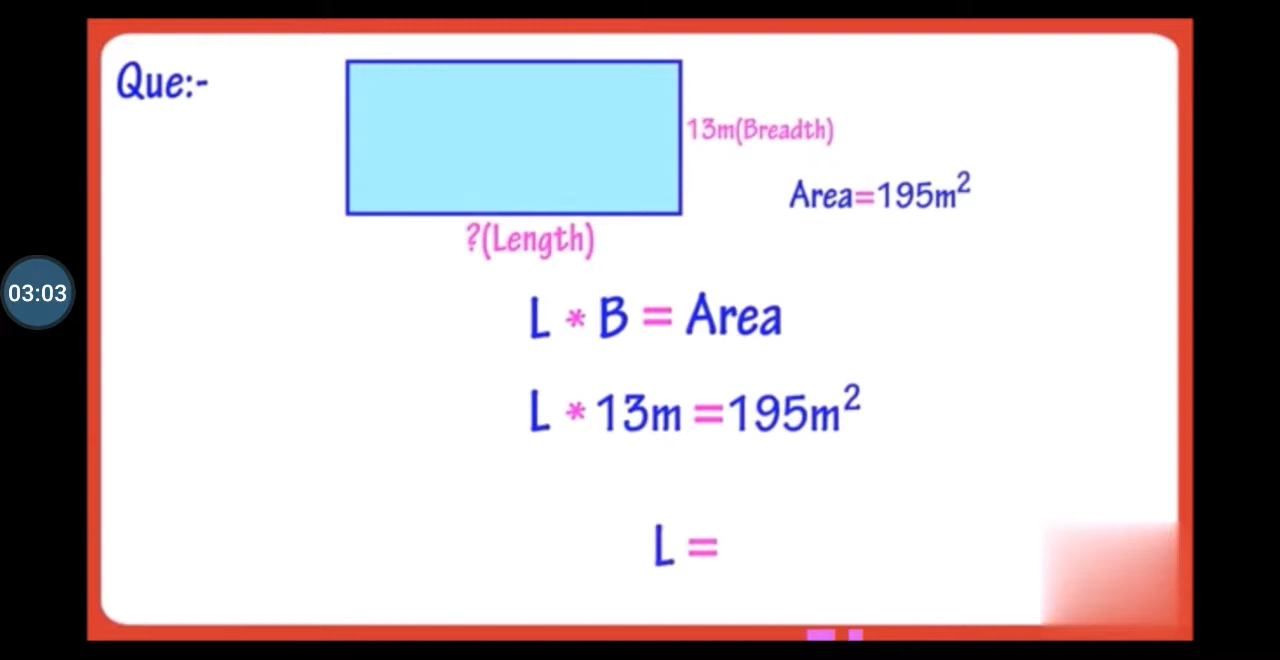 Que:-
13m(Breadth)
Area=195m²
?(Length)
03:03
L * B = Area
L * 13m =195m²
L =